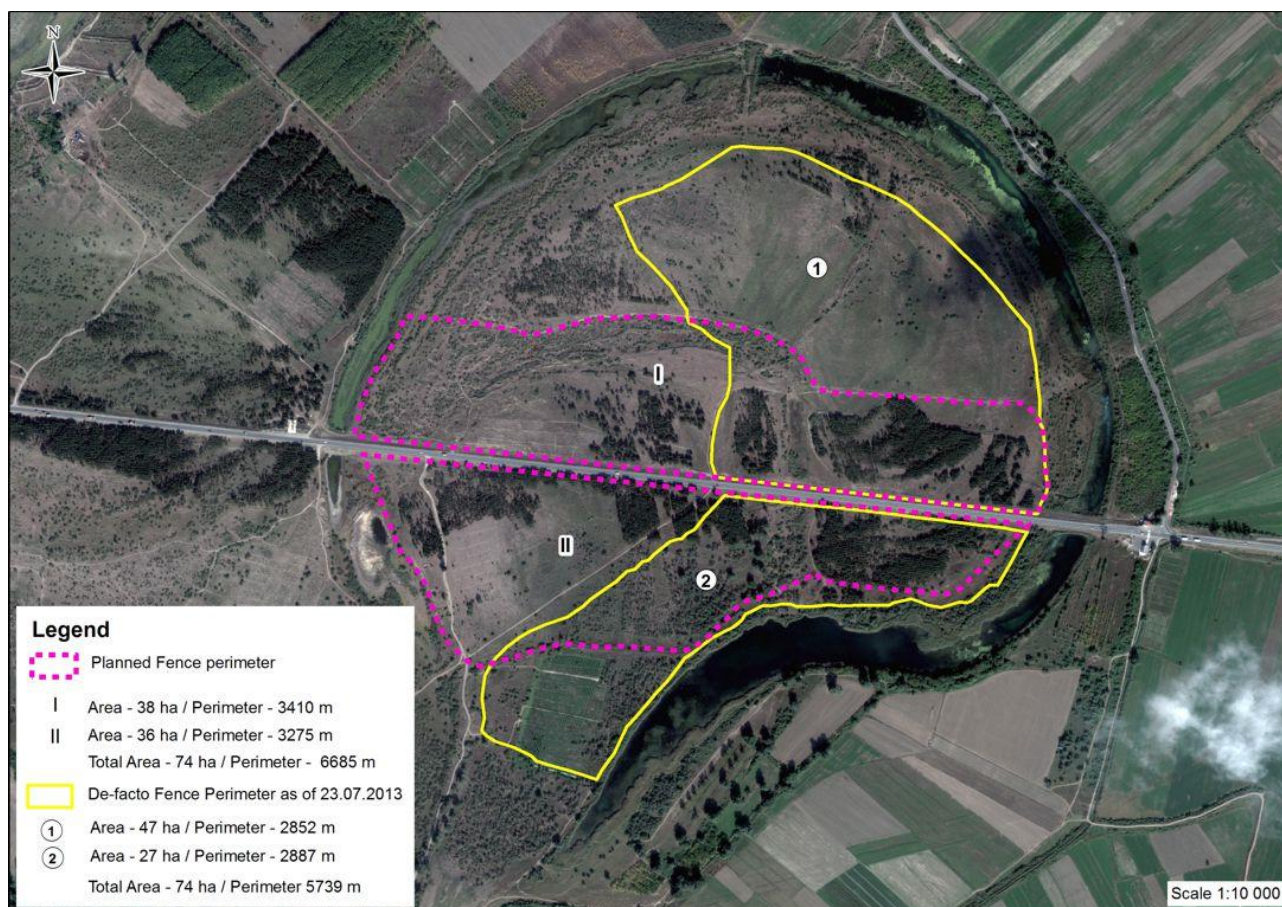 N
1
I
II
2
Legend
Planned Fence perimeter
I Area - 38 ha / Perimeter - 3410 m
II Area - 36 ha / Perimeter - 3275 m
Total Area - 74 ha / Perimeter - 6685 m
De-facto Fence Perimeter as of 23.07.2013
1 Area - 47 ha / Perimeter - 2852 m
2 Area - 27 ha / Perimeter - 2887 m
Total Area - 74 ha / Perimeter 5739 m
Scale 1:10 000